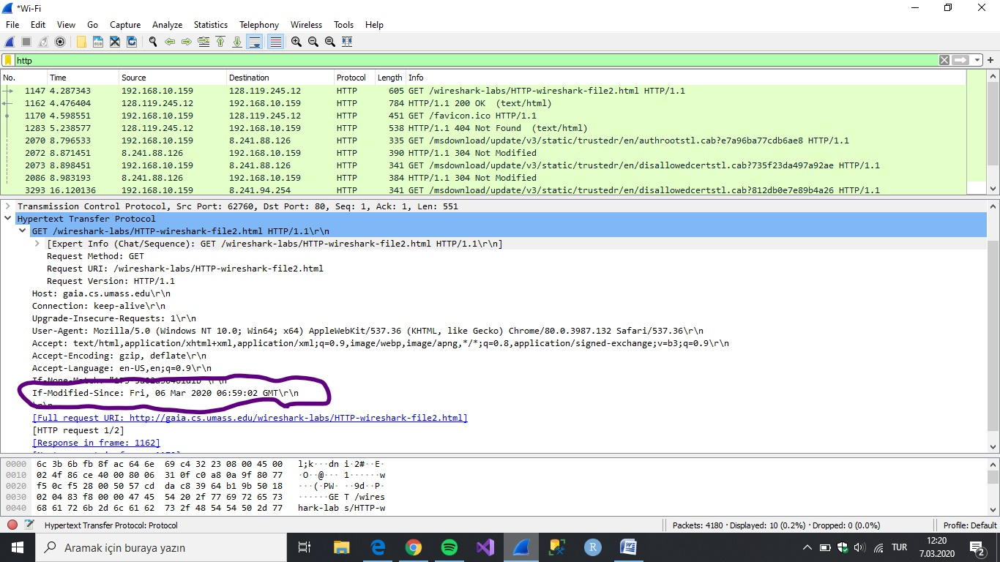 *Wi-Fi
File Edit View Go Capture Analyze Statistics Telephony Wireless Tools Help
http
No. Time Source Destination Protocol Length Info
1147 4.287343 192.168.10.159 128.119.245.12 HTTP 605 GET /wireshark-labs/HTTP-wireshark-file2.html HTTP/1.1
1162 4.476404 128.119.245.12 192.168.10.159 HTTP 784 HTTP/1.1 200 OK (text/html)
1170 4.598551 192.168.10.159 128.119.245.12 HTTP 451 GET /favicon.ico HTTP/1.1
1283 5.238577 128.119.245.12 192.168.10.159 HTTP 538 HTTP/1.1 404 Not Found (text/html)
2070 8.796533 192.168.10.159 8.241.88.126 HTTP 335 GET /msdownload/update/v3/static/trustedr/en/authrootstl.cab?e7a96ba77cdb6ae8 HTTP/1.1
2072 8.871451 8.241.88.126 192.168.10.159 HTTP 390 HTTP/1.1 304 Not Modified
2073 8.898451 192.168.10.159 8.241.88.126 HTTP 341 GET /msdownload/update/v3/static/trustedr/en/disallowedcertstl.cab?735f23da497a92ae HTTP/1.1
2086 8.983193 8.241.88.126 192.168.10.159 HTTP 384 HTTP/1.1 304 Not Modified
3293 16.120136 192.168.10.159 8.241.94.254 HTTP 341 GET /msdownload/update/v3/static/trustedr/en/disallowedcertstl.cab?812db0e7e89b4a26 HTTP/1.1
Transmission Control Protocol, Src Port: 62760, Dst Port: 80, Seq: 1, Ack: 1, Len: 551
Hypertext Transfer Protocol
GET /wireshark-labs/HTTP-wireshark-file2.html HTTP/1.1\r\n
[Expert Info (Chat/Sequence): GET /wireshark-labs/HTTP-wireshark-file2.html HTTP/1.1\r\n]
Request Method: GET
Request URI: /wireshark-labs/HTTP-wireshark-file2.html
Request Version: HTTP/1.1
Host: gaia.cs.umass.edu\r\n
Connection: keep-alive\r\n
Upgrade-Insecure-Requests: 1\r\n
User-Agent: Mozilla/5.0 (Windows NT 10.0; Win64; x64) AppleWebKit/537.36 (KHTML, like Gecko) Chrome/80.0.3987.132 Safari/537.36\r\n
Accept: text/html,application/xhtml+xml,application/xml;q=0.9,image/webp,image/apng,*/*;q=0.8,application/signed-exchange;v=b3;q=0.9\r\n
Accept-Encoding: gzip, deflate\r\n
Accept-Language: en-US,en;q=0.9\r\n
If-None-Match:
If-Modified-Since: Fri, 06 Mar 2020 06:59:02 GMT\r\n
\r\n
[Full request URI: http://gaia.cs.umass.edu/wireshark-labs/HTTP-wireshark-file2.html]
[HTTP request 1/2]
[Response in frame: 1162]
0000 6c 3b 6b fb 8f ac 64 6e 69 c4 32 23 08 00 45 00 l;k···dn i·2#··E·
0010 02 4f 86 ce 40 00 80 06 31 0f c0 a8 0a 9f 80 77 ·O··@··· 1······w
0020 f5 0c f5 28 00 50 57 cd da c8 39 64 b1 9b 50 18 ···(·PW· ··9d··P·
0030 02 04 83 f8 00 00 47 45 54 20 2f 77 69 72 65 73 ······GE T /wires
0040 68 61 72 6b 2d 6c 61 62 73 2f 48 54 54 50 2d 77 hark-lab s/HTTP-w
Hypertext Transfer Protocol: Protocol Packets: 4180 · Displayed: 10 (0.2%) · Dropped: 0 (0.0%) Profile: Default
Aramak için buraya yazın TUR 12:20
7.03.2020 2